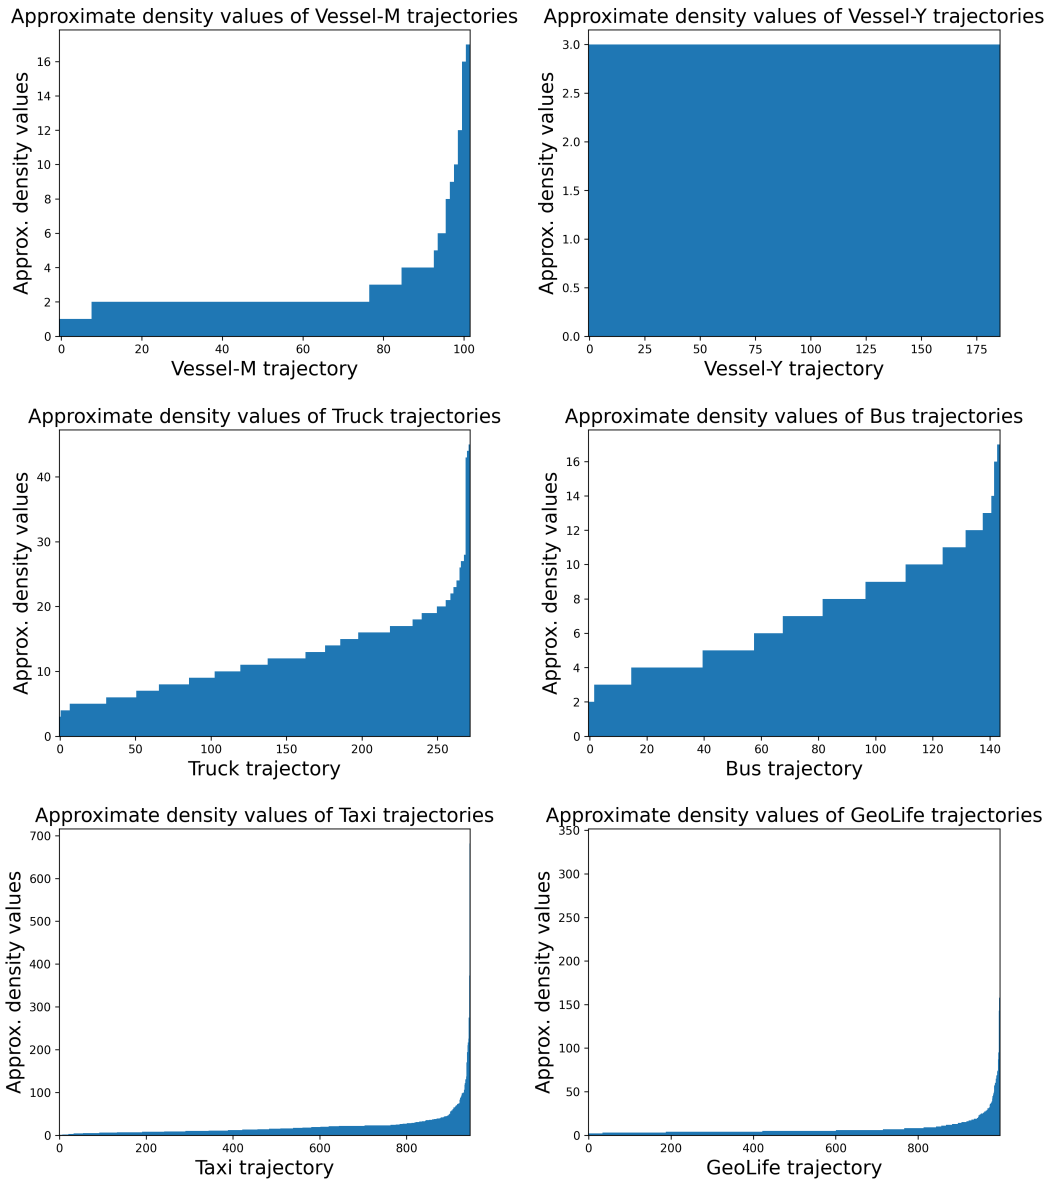 Approximate density values of Vessel-M trajectories
Approx. density values
16
14
12
10
8
6
4
2
0
0 20 40 60 80 100
Vessel-M trajectory
Approximate density values of Vessel-Y trajectories
Approx. density values
3.0
2.5
2.0
1.5
1.0
0.5
0.0
0 25 50 75 100 125 150 175
Vessel-Y trajectory
Approximate density values of Truck trajectories
Approx. density values
40
30
20
10
0
0 50 100 150 200 250
Truck trajectory
Approximate density values of Bus trajectories
Approx. density values
16
14
12
10
8
6
4
2
0
0 20 40 60 80 100 120 140
Bus trajectory
Approximate density values of Taxi trajectories
Approx. density values
700
600
500
400
300
200
100
0
0 200 400 600 800
Taxi trajectory
Approximate density values of GeoLife trajectories
Approx. density values
350
300
250
200
150
100
50
0
0 200 400 600 800
GeoLife trajectory